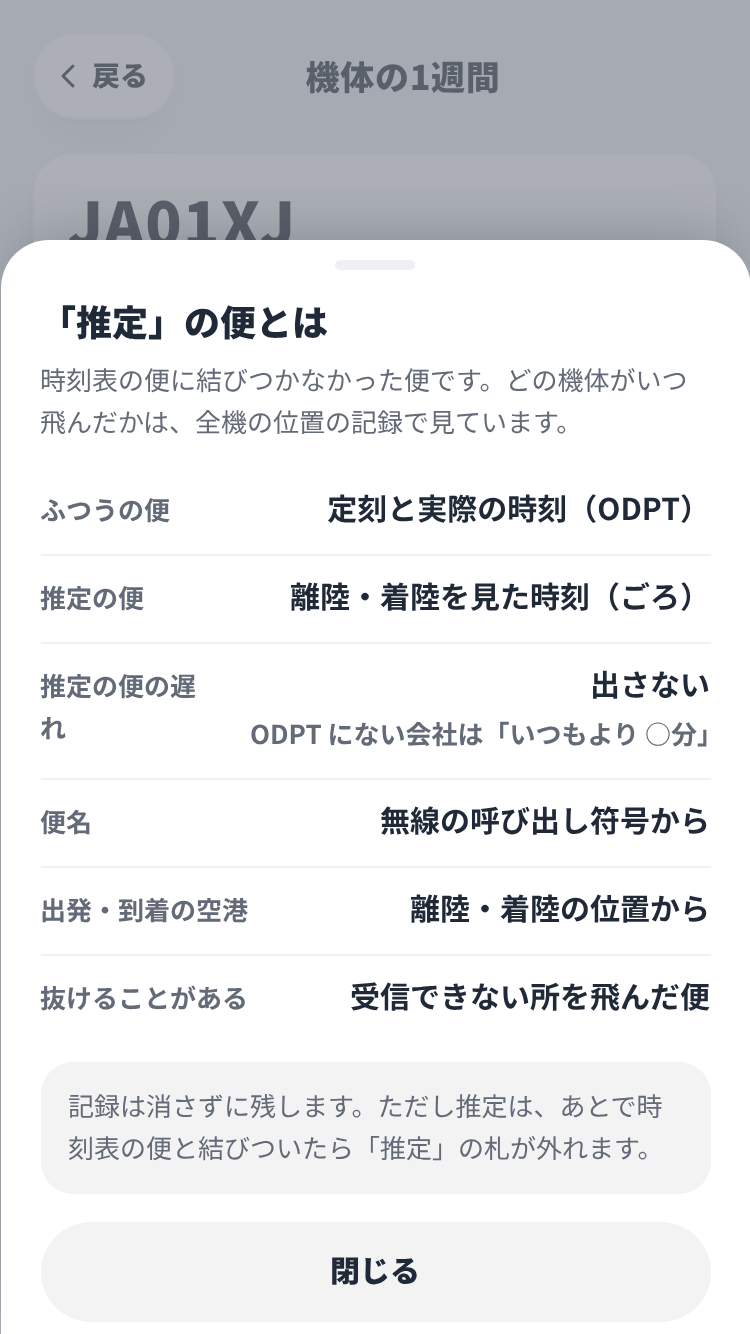 戻る
機体の1週間
JA01XJ
「推定」の便とは
時刻表の便に結びつかなかった便です。どの機体がいつ
飛んだかは、全機の位置の記録で見ています。
ふつうの便
定刻と実際の時刻（ODPT）
推定の便
離陸・着陸を見た時刻（ごろ）
推定の便の遅
れ
出さない
ODPT にない会社は「いつもより ○分」
便名
無線の呼び出し符号から
出発・到着の空港
離陸・着陸の位置から
抜けることがある
受信できない所を飛んだ便
記録は消さずに残します。ただし推定は、あとで時
刻表の便と結びついたら「推定」の札が外れます。
閉じる